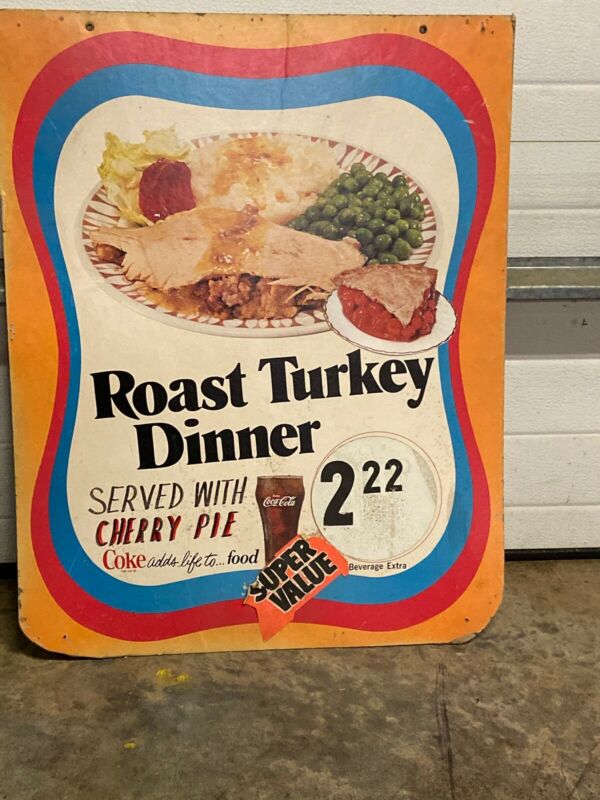 Roast Turkey
Dinner
SERVED WITH
CHERRY PIE
Coca-Cola
2 22
Coke adds life to... food
SUPER
VALUE
Beverage Extra